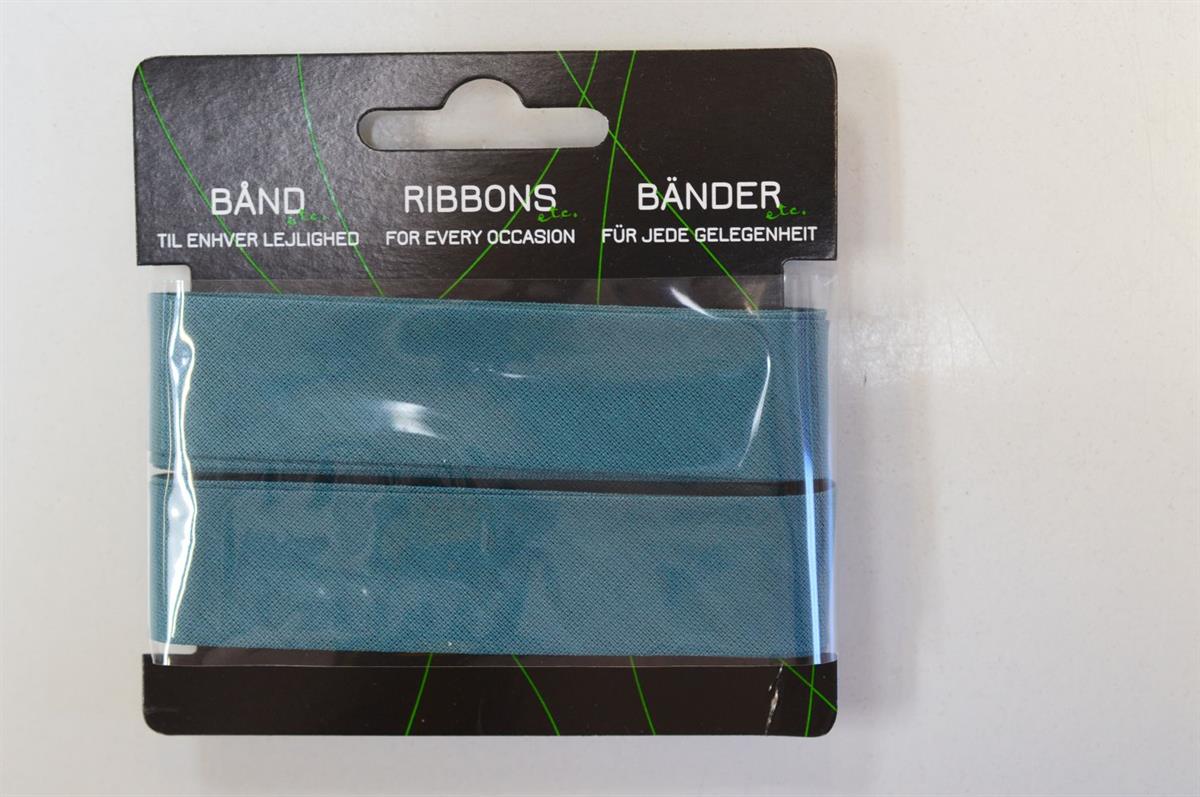 BÅND etc.
TIL ENHVER LEJLIGHED
RIBBONS etc.
FOR EVERY OCCASION
BÄNDER etc.
FÜR JEDE GELEGENHEIT